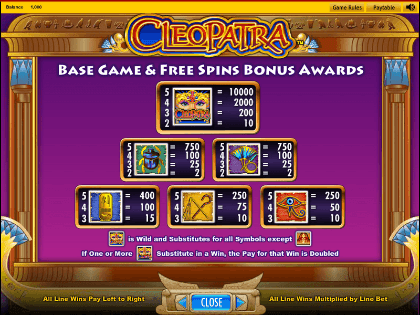 Balance 1,000 Game Rules Paytable
CLEOPATRA TM
BASE GAME & FREE SPINS BONUS AWARDS
5 = 10000
4 = 2000
3 = 200
2 = 10
5 = 750
4 = 100
3 = 25
2 = 2
5 = 750
4 = 100
3 = 25
2 = 2
5 = 400
4 = 100
3 = 15
5 = 250
4 = 75
3 = 10
5 = 250
4 = 50
3 = 10
is Wild and Substitutes for all Symbols except
If One or More Substitute in a Win, the Pay for that Win is Doubled
All Line Wins Pay Left to Right
CLOSE
All Line Wins Multiplied by Line Bet